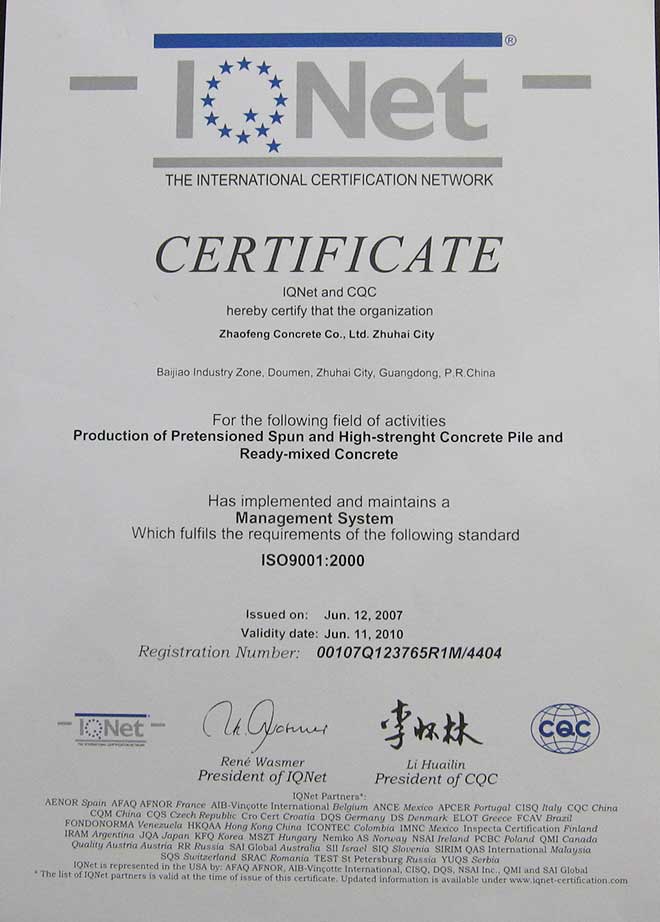 IQNet®
THE INTERNATIONAL CERTIFICATION NETWORK
CERTIFICATE
IQNet and CQC
hereby certify that the organization
Zhaofeng Concrete Co., Ltd. Zhuhai City
Baijiao Industry Zone, Doumen, Zhuhai City, Guangdong, P.R.China
For the following field of activities
Production of Pretensioned Spun and High-strenght Concrete Pile and
Ready-mixed Concrete
Has implemented and maintains a
Management System
Which fulfils the requirements of the following standard
ISO9001:2000
Issued on: Jun. 12, 2007
Validity date: Jun. 11, 2010
Registration Number: 00107Q123765R1M/4404
IQNet
THE INTERNATIONAL CERTIFICATION NETWORK
李怀林
CQC
René Wasmer
President of IQNet
Li Huailin
President of CQC
IQNet Partners*:
AENOR Spain AFAQ AFNOR France AIB-Vinçotte International Belgium ANCE Mexico APCER Portugal CISQ Italy CQC China
CQM China CQS Czech Republic Cro Cert Croatia DQS Germany DS Denmark ELOT Greece FCAV Brazil
FONDONORMA Venezuela HKQAA Hong Kong China ICONTEC Colombia IMNC Mexico Inspecta Certification Finland
IRAM Argentina JQA Japan KFQ Korea MSZT Hungary Nemko AS Norway NSAI Ireland PCBC Poland QMI Canada
Quality Austria Austria RR Russia SAI Global Australia SII Israel SIQ Slovenia SIRIM QAS International Malaysia
SQS Switzerland SRAC Romania TEST St Petersburg Russia YUQS Serbia
IQNet is represented in the USA by: AFAQ AFNOR, AIB-Vinçotte International, CISQ, DQS, NSAI Inc., QMI and SAI Global
* The list of IQNet partners is valid at the time of issue of this certificate. Updated information is available under www.iqnet-certification.com